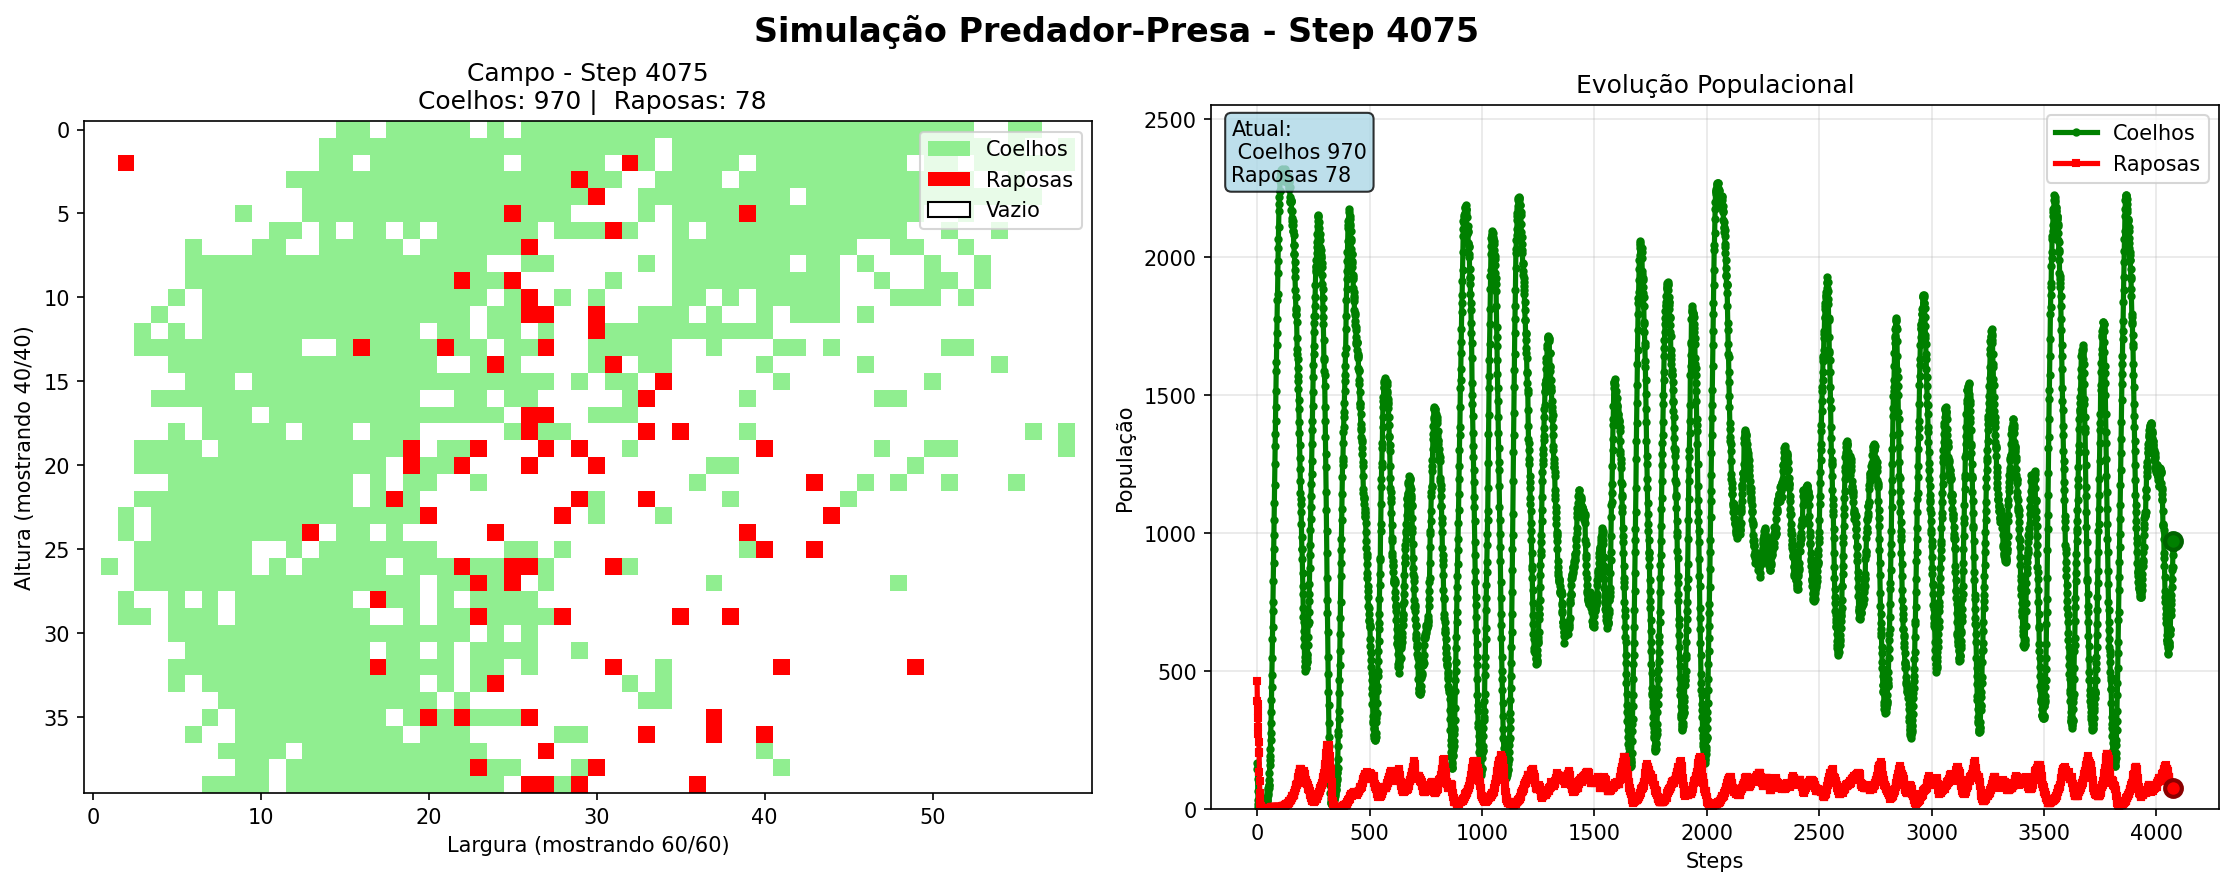 Simulação Predador-Presa - Step 4075
Campo - Step 4075
Coelhos: 970 |  Raposas: 78
Coelhos
Raposas
Vazio
0
5
10
15
20
25
30
35
Altura (mostrando 40/40)
0
10
20
30
40
50
Largura (mostrando 60/60)
Evolução Populacional
Atual:
Coelhos 970
Raposas 78
Coelhos
Raposas
2500
2000
1500
1000
500
0
População
0
500
1000
1500
2000
2500
3000
3500
4000
Steps